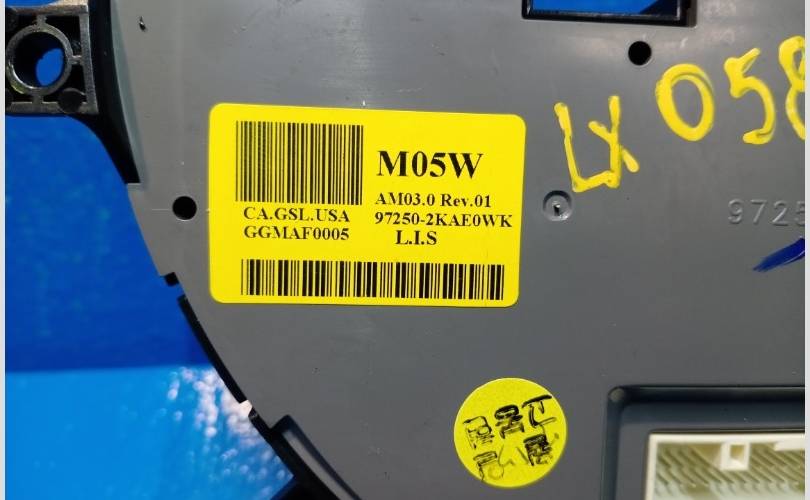 LX 058
M05W
AM03.0 Rev.01
CA.GSL.USA 97250-2KAE0WK
GGMAF0005 L.I.S
9725